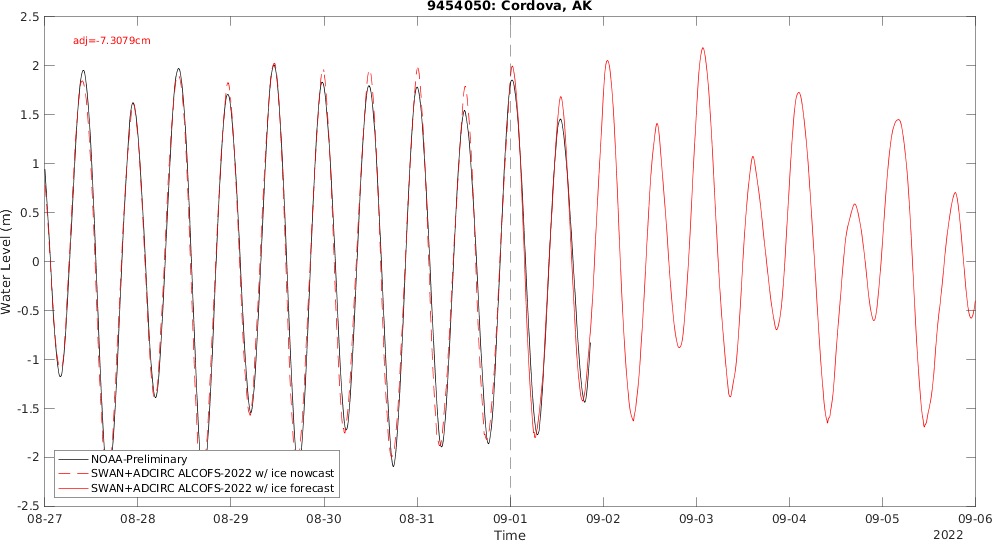 9454050: Cordova, AK
adj=-7.3079cm
Water Level (m)
2.5
2
1.5
1
0.5
0
-0.5
-1
-1.5
-2
-2.5
NOAA-Preliminary
SWAN+ADCIRC ALCOFS-2022 w/ ice nowcast
SWAN+ADCIRC ALCOFS-2022 w/ ice forecast
08-27 08-28 08-29 08-30 08-31 09-01 09-02 09-03 09-04 09-05 09-06
Time
2022